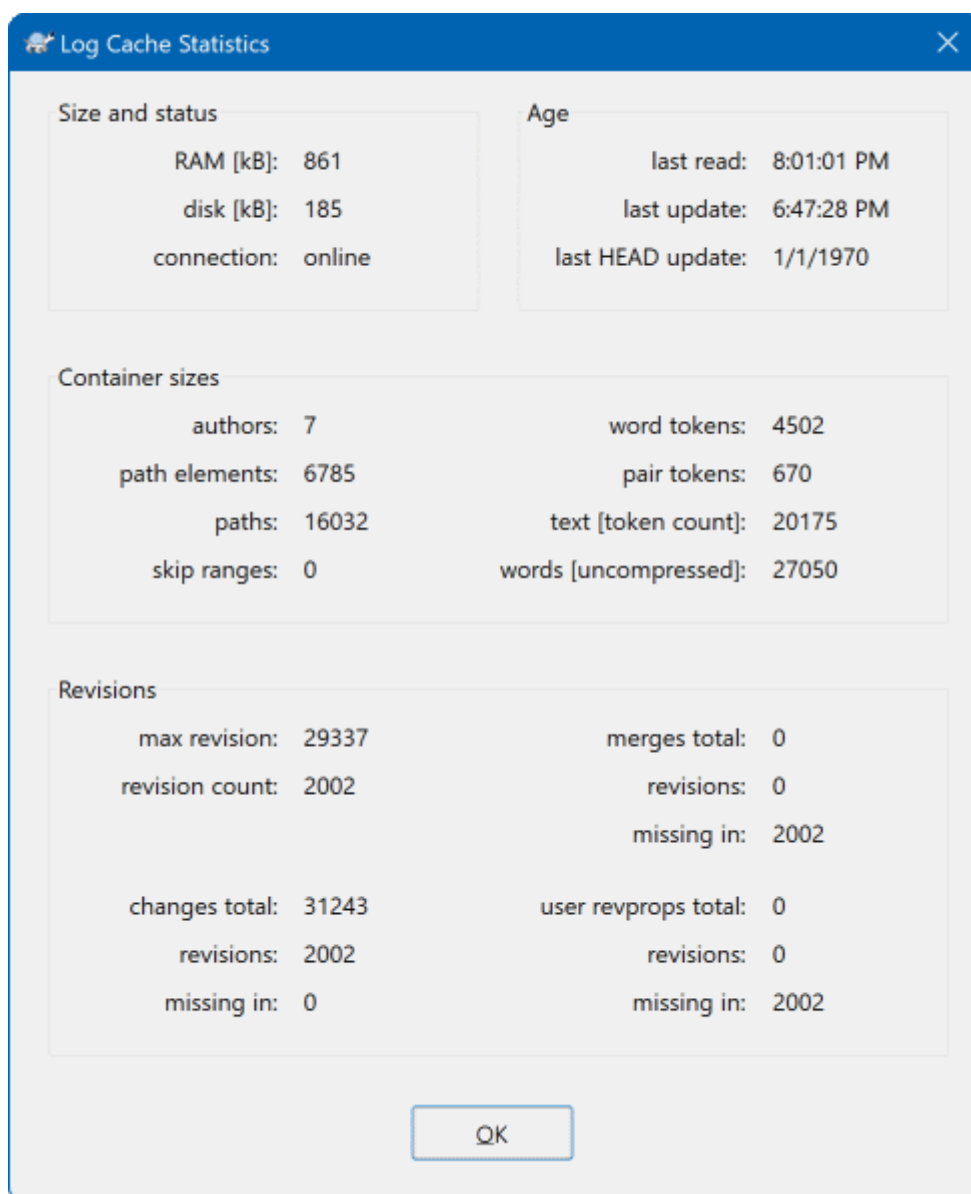 Log Cache Statistics
Size and status
RAM [kB]: 861
disk [kB]: 185
connection: online
Age
last read: 8:01:01 PM
last update: 6:47:28 PM
last HEAD update: 1/1/1970
Container sizes
authors: 7
path elements: 6785
paths: 16032
skip ranges: 0
word tokens: 4502
pair tokens: 670
text [token count]: 20175
words [uncompressed]: 27050
Revisions
max revision: 29337
revision count: 2002
merges total: 0
revisions: 0
missing in: 2002
changes total: 31243
revisions: 2002
missing in: 0
user revprops total: 0
revisions: 0
missing in: 2002
OK